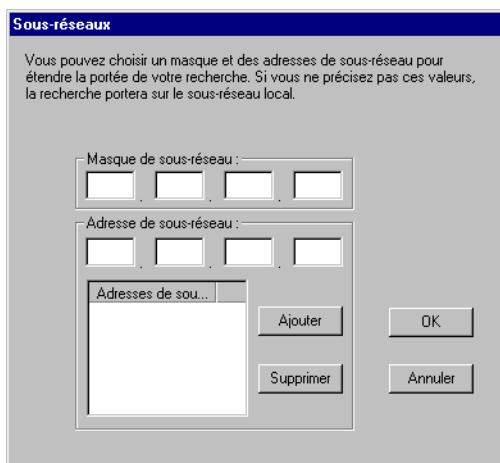 Sous-réseaux
Vous pouvez choisir un masque et des adresses de sous-réseau pour
étendre la portée de votre recherche. Si vous ne précisez pas ces valeurs,
la recherche portera sur le sous-réseau local.
Masque de sous-réseau :
. . .
Adresse de sous-réseau :
. . .
Adresses de sou...
Ajouter
OK
Supprimer
Annuler